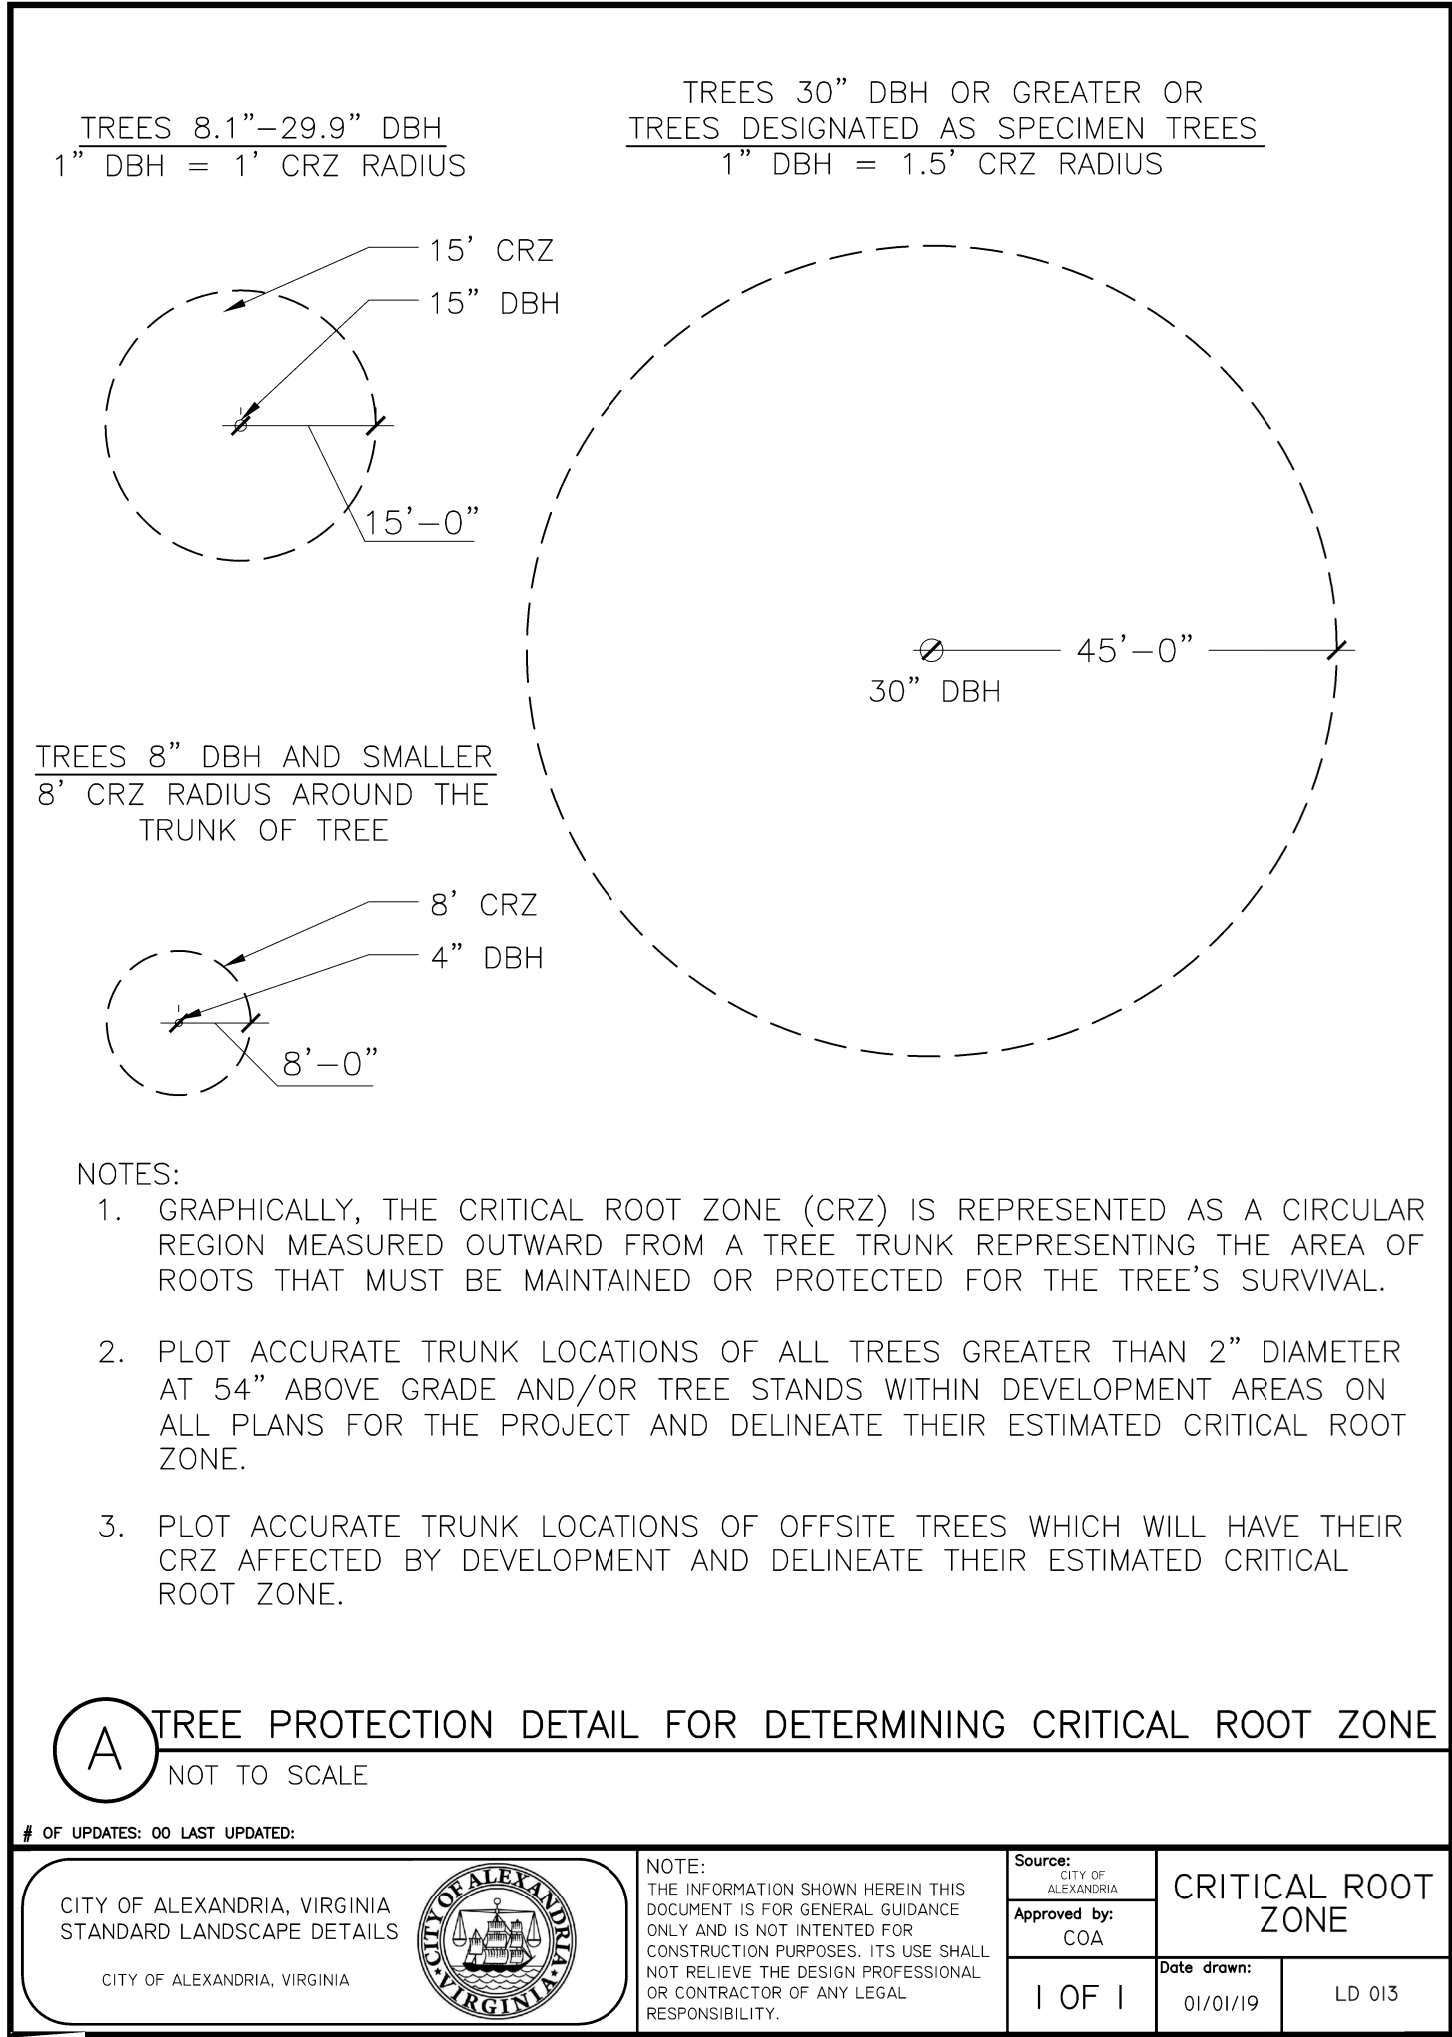 TREES 8.1”-29.9” DBH
1” DBH = 1’ CRZ RADIUS
TREES 30” DBH OR GREATER OR
TREES DESIGNATED AS SPECIMEN TREES
1” DBH = 1.5’ CRZ RADIUS
15’ CRZ
15” DBH
15’-0”
45’-0”
30” DBH
TREES 8” DBH AND SMALLER
8’ CRZ RADIUS AROUND THE
TRUNK OF TREE
8’ CRZ
4” DBH
8’-0”
NOTES:
1. GRAPHICALLY, THE CRITICAL ROOT ZONE (CRZ) IS REPRESENTED AS A CIRCULAR
REGION MEASURED OUTWARD FROM A TREE TRUNK REPRESENTING THE AREA OF
ROOTS THAT MUST BE MAINTAINED OR PROTECTED FOR THE TREE’S SURVIVAL.
2. PLOT ACCURATE TRUNK LOCATIONS OF ALL TREES GREATER THAN 2” DIAMETER
AT 54” ABOVE GRADE AND/OR TREE STANDS WITHIN DEVELOPMENT AREAS ON
ALL PLANS FOR THE PROJECT AND DELINEATE THEIR ESTIMATED CRITICAL ROOT
ZONE.
3. PLOT ACCURATE TRUNK LOCATIONS OF OFFSITE TREES WHICH WILL HAVE THEIR
CRZ AFFECTED BY DEVELOPMENT AND DELINEATE THEIR ESTIMATED CRITICAL
ROOT ZONE.
A
TREE PROTECTION DETAIL FOR DETERMINING CRITICAL ROOT ZONE
NOT TO SCALE
# OF UPDATES: 00 LAST UPDATED:
CITY OF ALEXANDRIA, VIRGINIA
STANDARD LANDSCAPE DETAILS
CITY OF ALEXANDRIA, VIRGINIA
CITY OF ALEXANDRIA
VIRGINIA
NOTE:
THE INFORMATION SHOWN HEREIN THIS
DOCUMENT IS FOR GENERAL GUIDANCE
ONLY AND IS NOT INTENTED FOR
CONSTRUCTION PURPOSES. ITS USE SHALL
NOT RELIEVE THE DESIGN PROFESSIONAL
OR CONTRACTOR OF ANY LEGAL
RESPONSIBILITY.
Source:
CITY OF
ALEXANDRIA
Approved by:
COA
1 OF 1
CRITICAL ROOT
ZONE
Date drawn:
01/01/19
LD 013